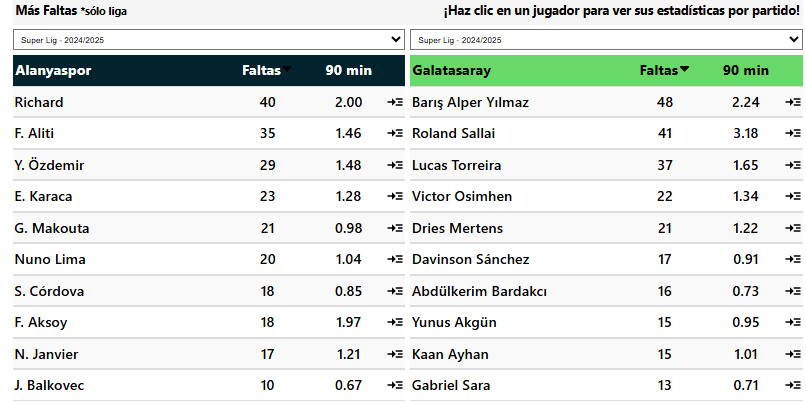 Más Faltas *sólo liga ¡Haz clic en un jugador para ver sus estadísticas por partido!
Super Lig - 2024/2025 Super Lig - 2024/2025
Alanyaspor Faltas 90 min Galatasaray Faltas 90 min
Richard 40 2.00 Barış Alper Yılmaz 48 2.24
F. Aliti 35 1.46 Roland Sallai 41 3.18
Y. Özdemir 29 1.48 Lucas Torreira 37 1.65
E. Karaca 23 1.28 Victor Osimhen 22 1.34
G. Makouta 21 0.98 Dries Mertens 21 1.22
Nuno Lima 20 1.04 Davinson Sánchez 17 0.91
S. Córdova 18 0.85 Abdülkerim Bardakcı 16 0.73
F. Aksoy 18 1.97 Yunus Akgün 15 0.95
N. Janvier 17 1.21 Kaan Ayhan 15 1.01
J. Balkovec 10 0.67 Gabriel Sara 13 0.71